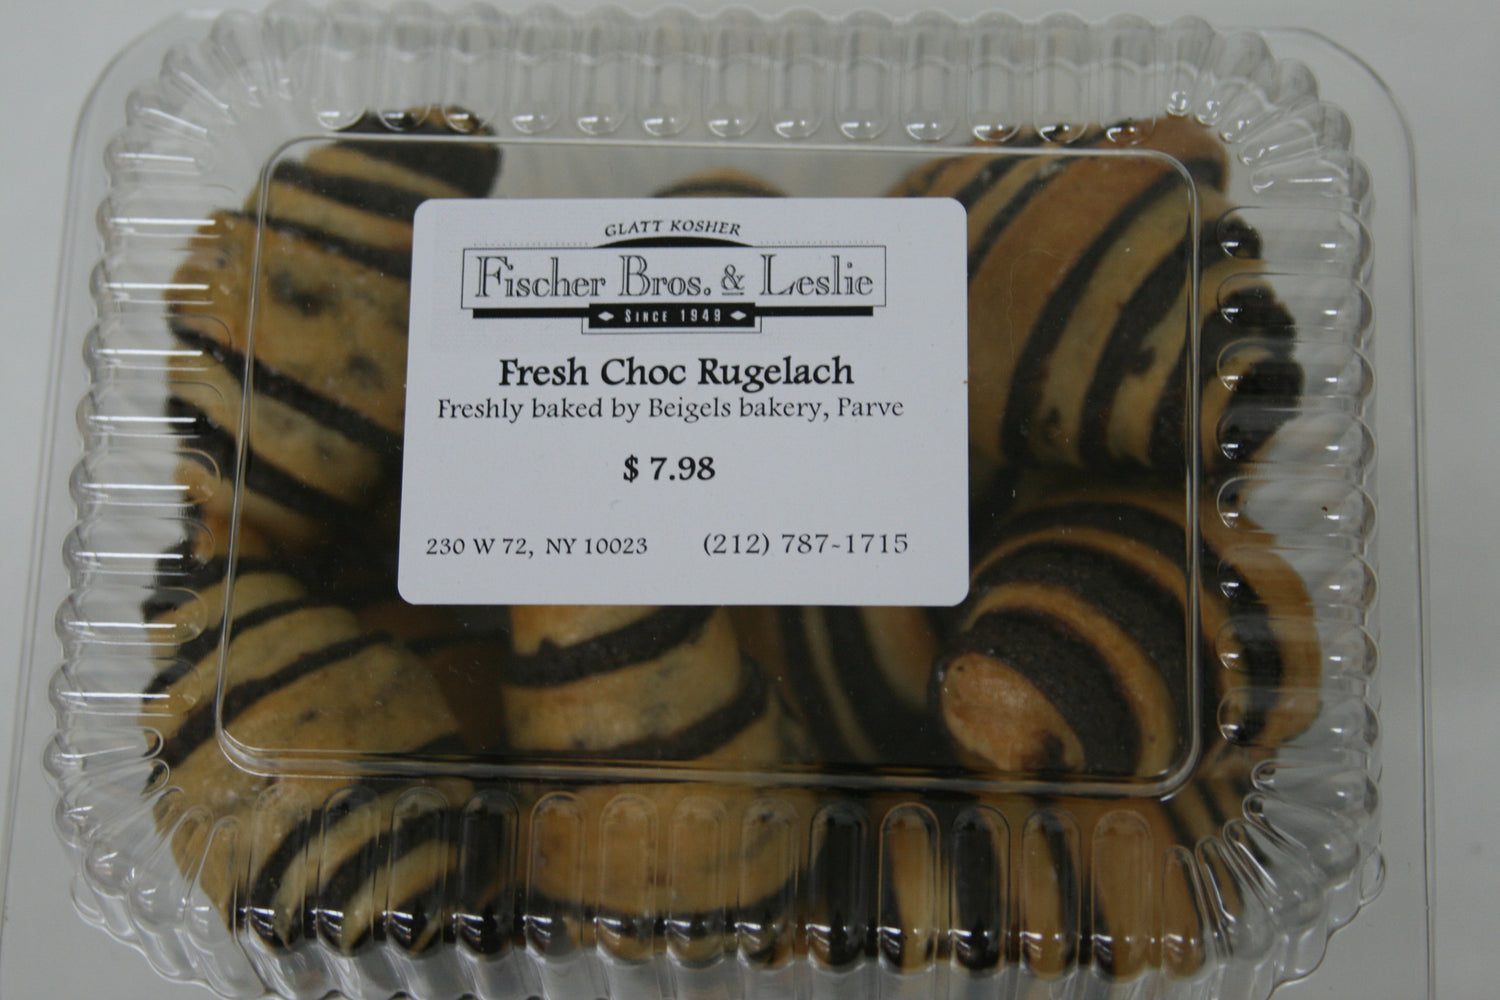 GLATT KOSHER
Fischer Bros. & Leslie
SINCE 1949
Fresh Choc Rugelach
Freshly baked by Beigels bakery, Parve
$ 7.98
230 W 72, NY 10023 (212) 787-1715